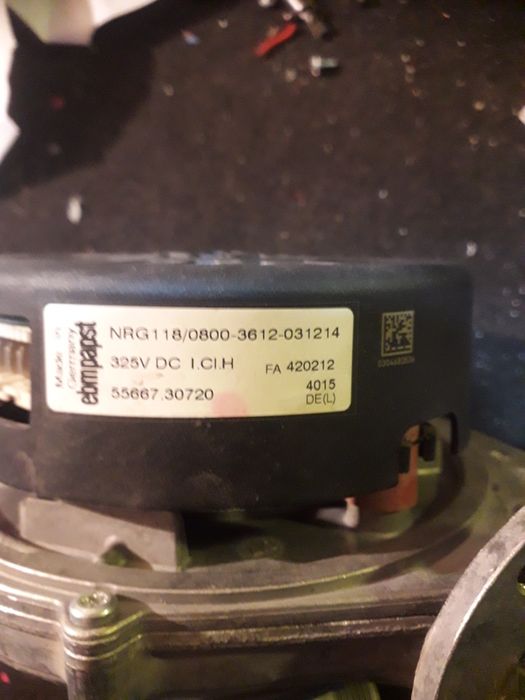 Made in
Germany
ebmpapst
NRG118/0800-3612-031214
325V DC I.Cl.H
FA 420212
55667.30720
4015
DE(L)